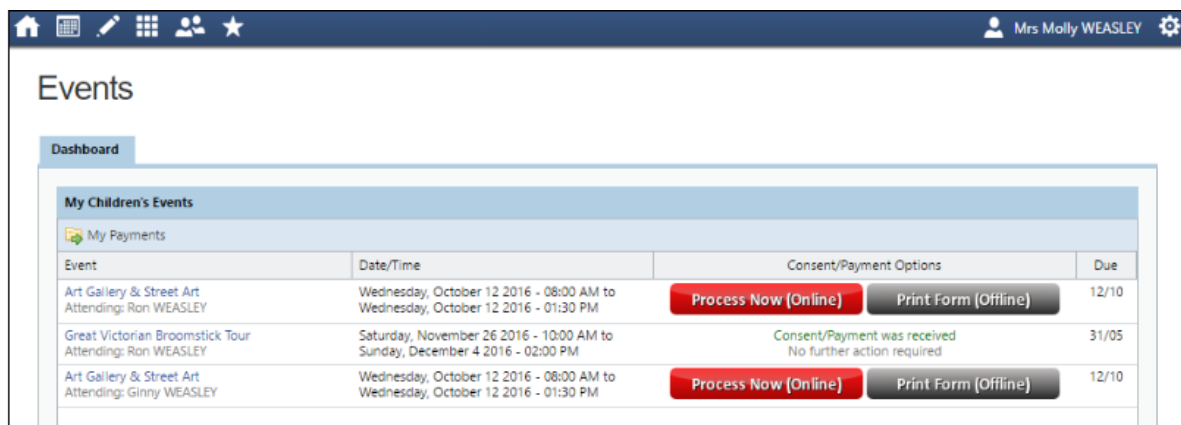 Mrs Molly WEASLEY
Events
Dashboard
My Children's Events
My Payments
Event Date/Time Consent/Payment Options Due
Art Gallery & Street Art Wednesday, October 12 2016 - 08:00 AM to Process Now (Online) Print Form (Offline) 12/10
Attending: Ron WEASLEY Wednesday, October 12 2016 - 01:30 PM
Great Victorian Broomstick Tour Saturday, November 26 2016 - 10:00 AM to Consent/Payment was received 31/05
Attending: Ron WEASLEY Sunday, December 4 2016 - 02:00 PM No further action required
Art Gallery & Street Art Wednesday, October 12 2016 - 08:00 AM to Process Now (Online) Print Form (Offline) 12/10
Attending: Ginny WEASLEY Wednesday, October 12 2016 - 01:30 PM